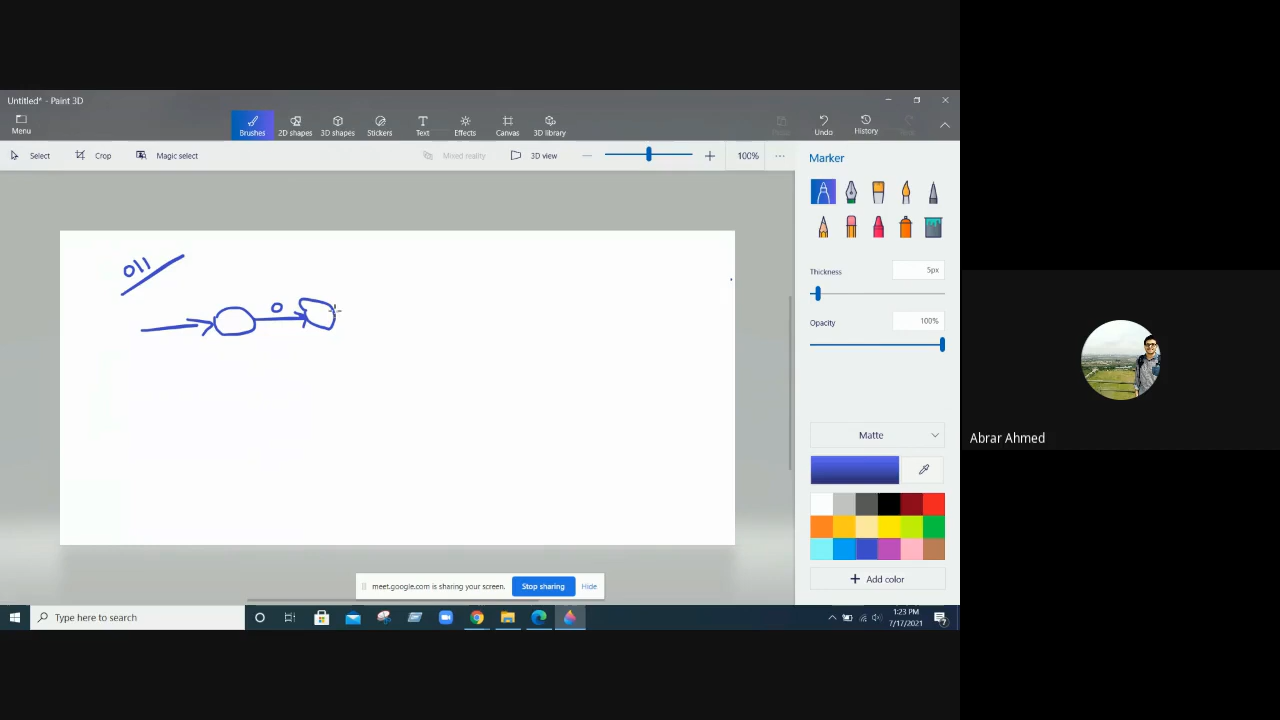 Untitled* - Paint 3D
Menu
Brushes
2D shapes
3D shapes
Stickers
Text
Effects
Canvas
3D library
Undo
History
Select
Crop
Magic select
Mixed reality
3D view
100%
...
Marker
Thickness
5px
Opacity
100%
Matte
Add color
011
0
Abrar Ahmed
meet.google.com is sharing your screen.
Stop sharing
Hide
Type here to search
1:23 PM
7/17/2021